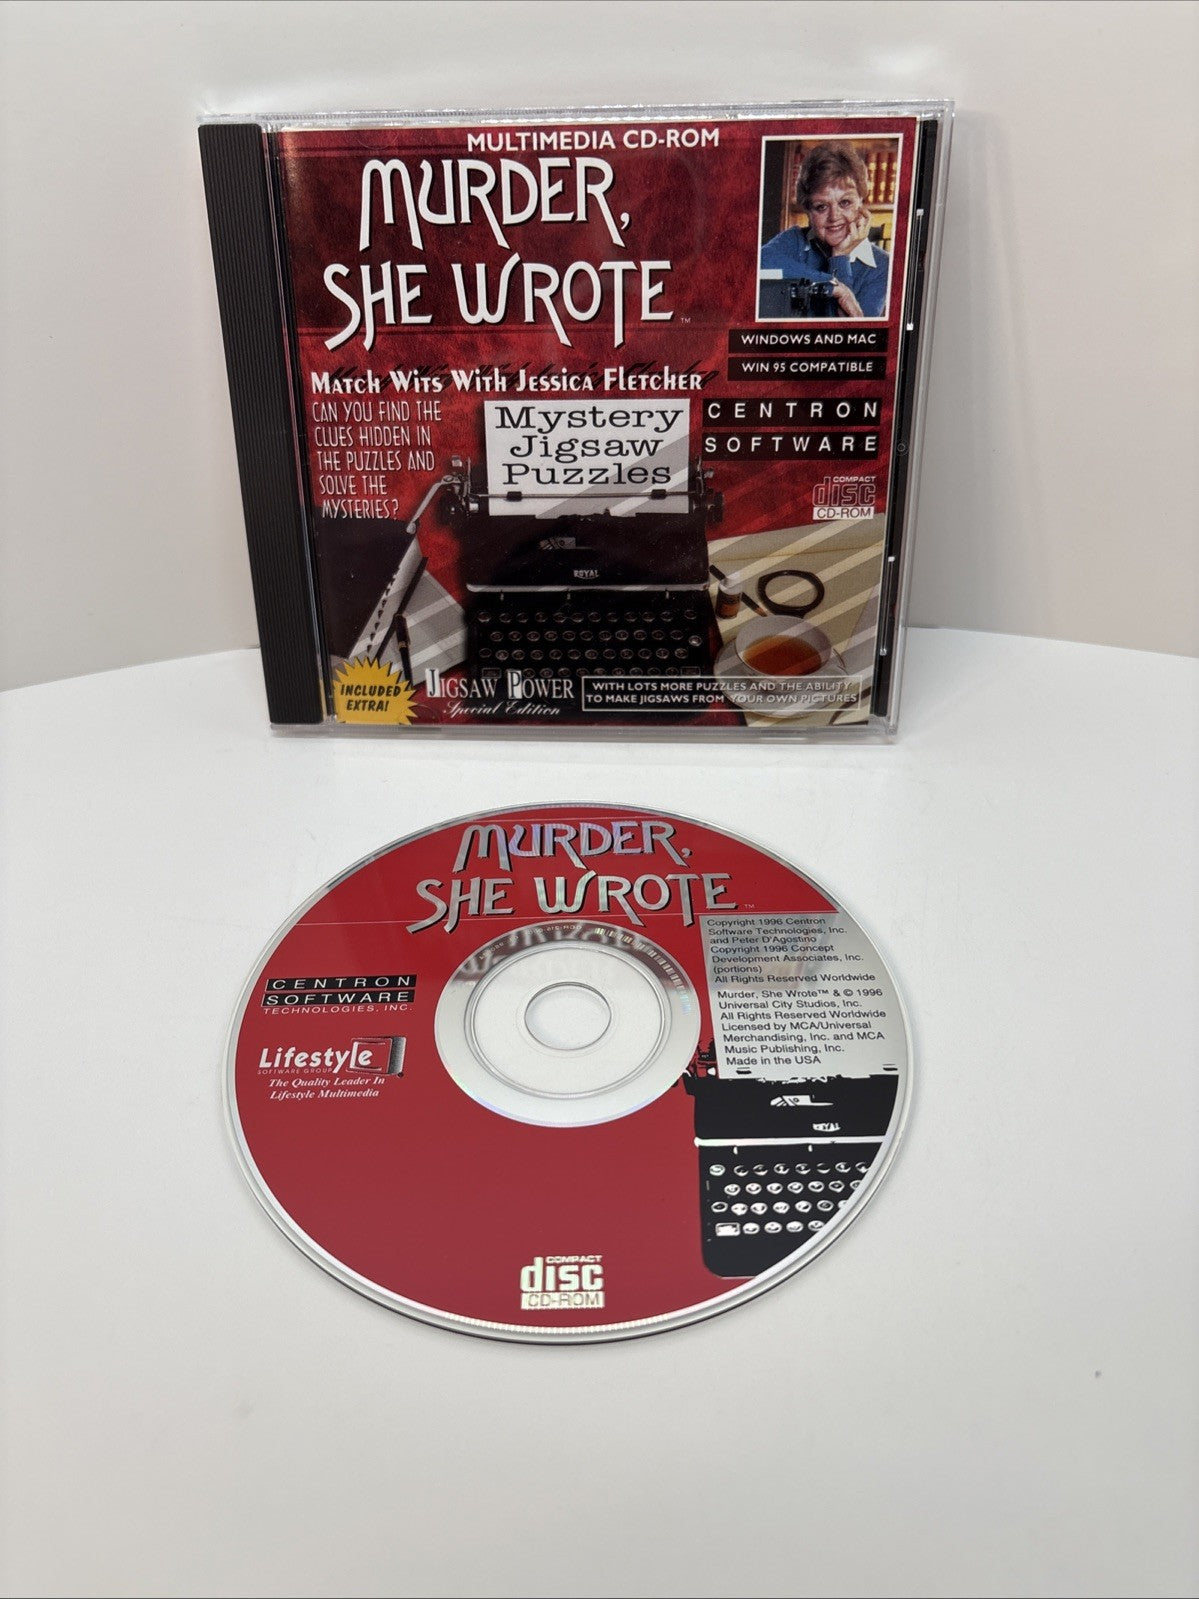 MULTIMEDIA CD-ROM
MURDER,
SHE WROTE™
WINDOWS AND MAC
WIN 95 COMPATIBLE
MATCH WITS WITH JESSICA FLETCHER
CAN YOU FIND THE
CLUES HIDDEN IN
THE PUZZLES AND
SOLVE THE
MYSTERIES?
Mystery
Jigsaw
Puzzles
CENTRON
SOFTWARE
COMPACT
disc
CD-ROM
ROYAL
INCLUDED
EXTRA!
JIGSAW POWER
Special Edition
WITH LOTS MORE PUZZLES AND THE ABILITY
TO MAKE JIGSAWS FROM YOUR OWN PICTURES
MURDER,
SHE WROTE™
Copyright 1996 Centron
Software Technologies, Inc.
and Peter D'Agostino
Copyright 1996 Concept
Development Associates, Inc.
(portions)
All Rights Reserved Worldwide
Murder, She Wrote™ & © 1996
Universal City Studios, Inc.
All Rights Reserved Worldwide
Licensed by MCA/Universal
Merchandising, Inc. and MCA
Music Publishing, Inc.
Made in the USA
CENTRON
SOFTWARE
TECHNOLOGIES, INC.
Lifestyle
SOFTWARE GROUP
The Quality Leader In
Lifestyle Multimedia
ROYAL
COMPACT
disc
CD-ROM